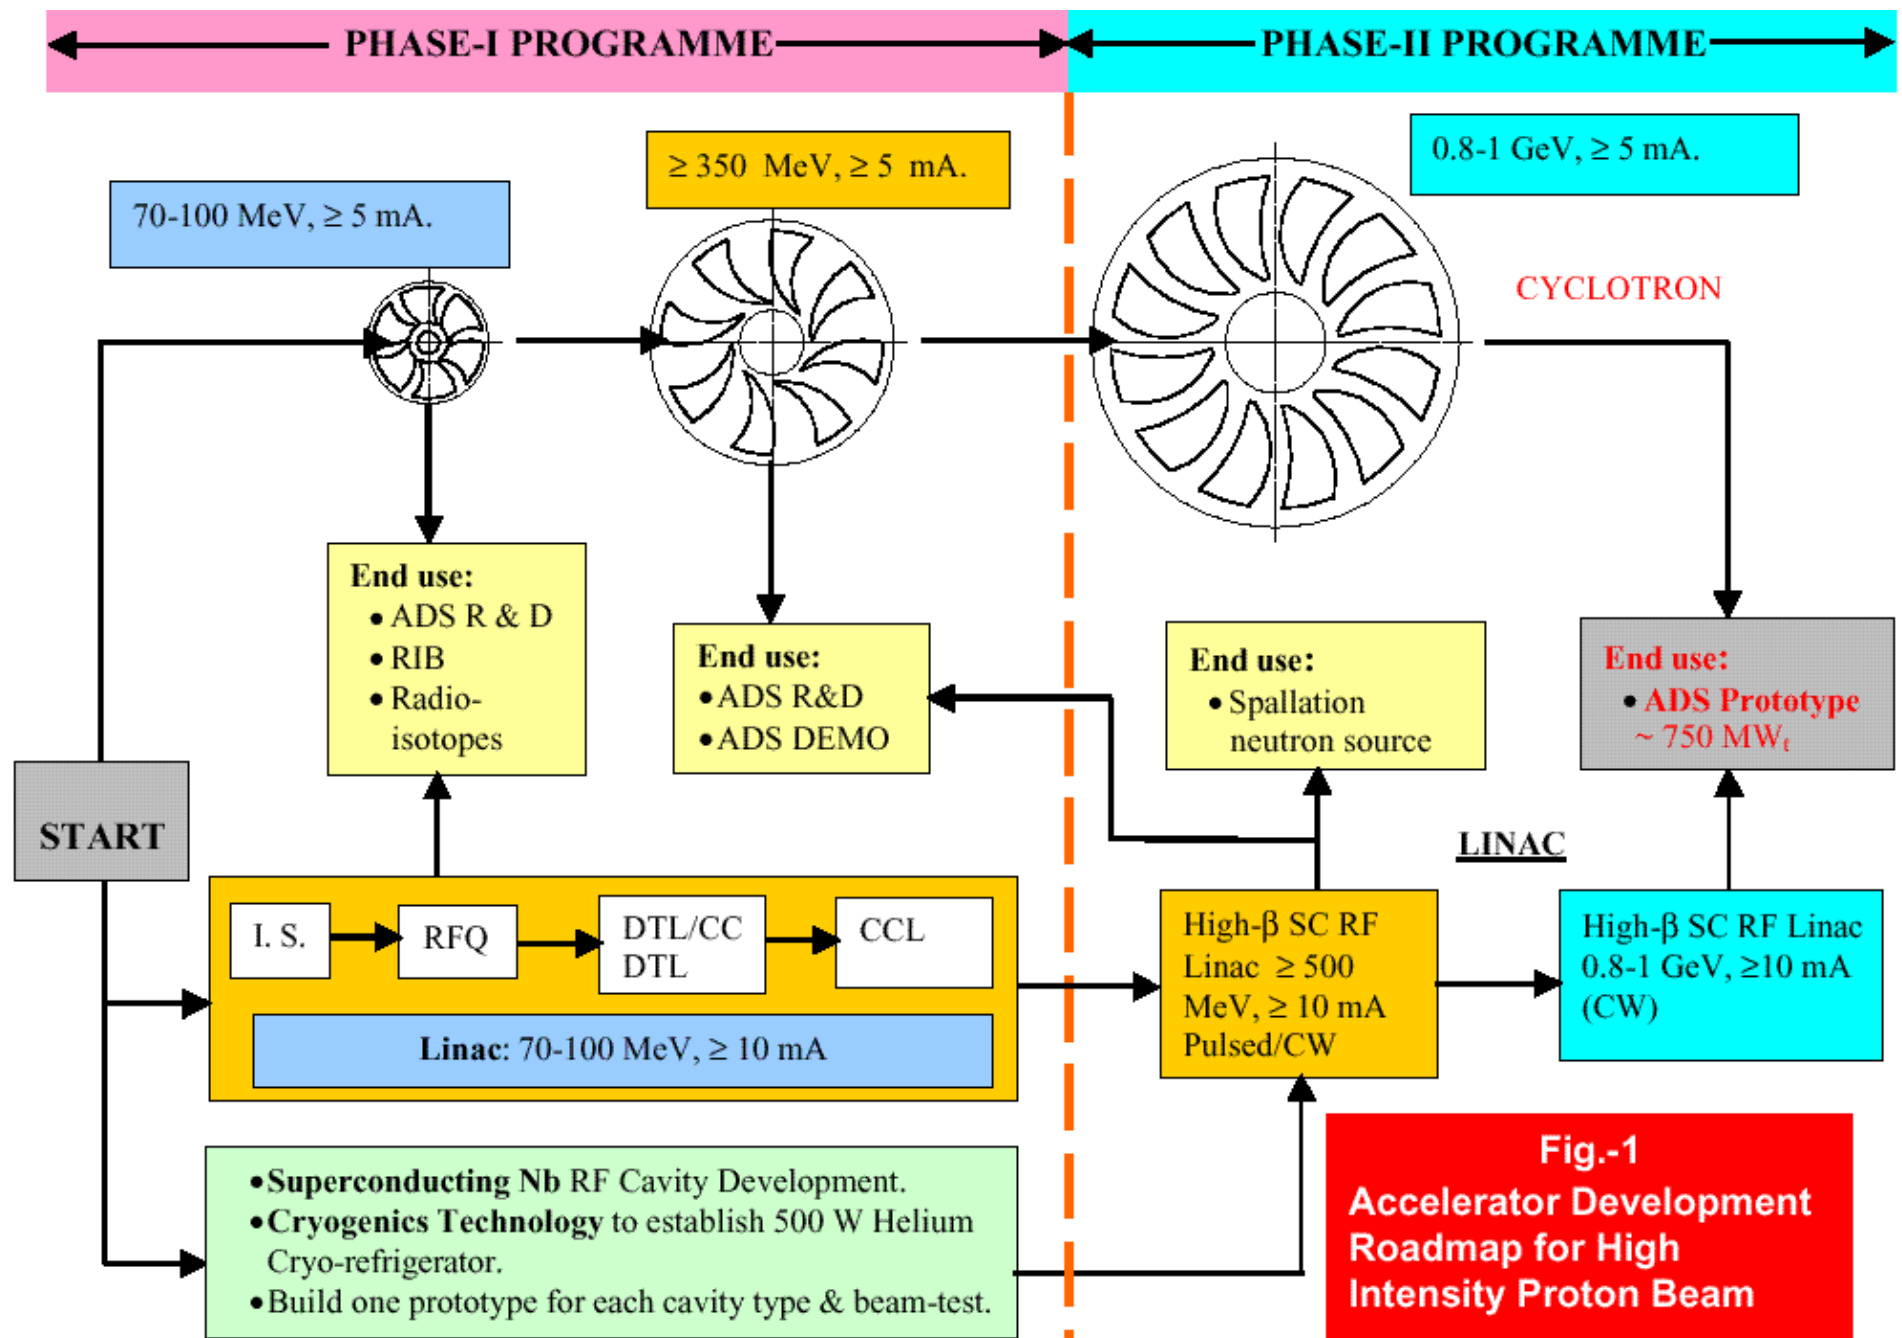 PHASE-I PROGRAMME
PHASE-II PROGRAMME
70-100 MeV, ≥ 5 mA.
≥ 350 MeV, ≥ 5 mA.
0.8-1 GeV, ≥ 5 mA.
CYCLOTRON
End use:
• ADS R & D
• RIB
• Radio-
isotopes
End use:
• ADS R&D
• ADS DEMO
End use:
• Spallation
neutron source
End use:
• ADS Prototype
~ 750 MWt
START
LINAC
I. S.
RFQ
DTL/CC
DTL
CCL
Linac: 70-100 MeV, ≥ 10 mA
High-β SC RF
Linac ≥ 500
MeV, ≥ 10 mA
Pulsed/CW
High-β SC RF Linac
0.8-1 GeV, ≥10 mA
(CW)
• Superconducting Nb RF Cavity Development.
• Cryogenics Technology to establish 500 W Helium
Cryo-refrigerator.
• Build one prototype for each cavity type & beam-test.
Fig.-1
Accelerator Development
Roadmap for High
Intensity Proton Beam